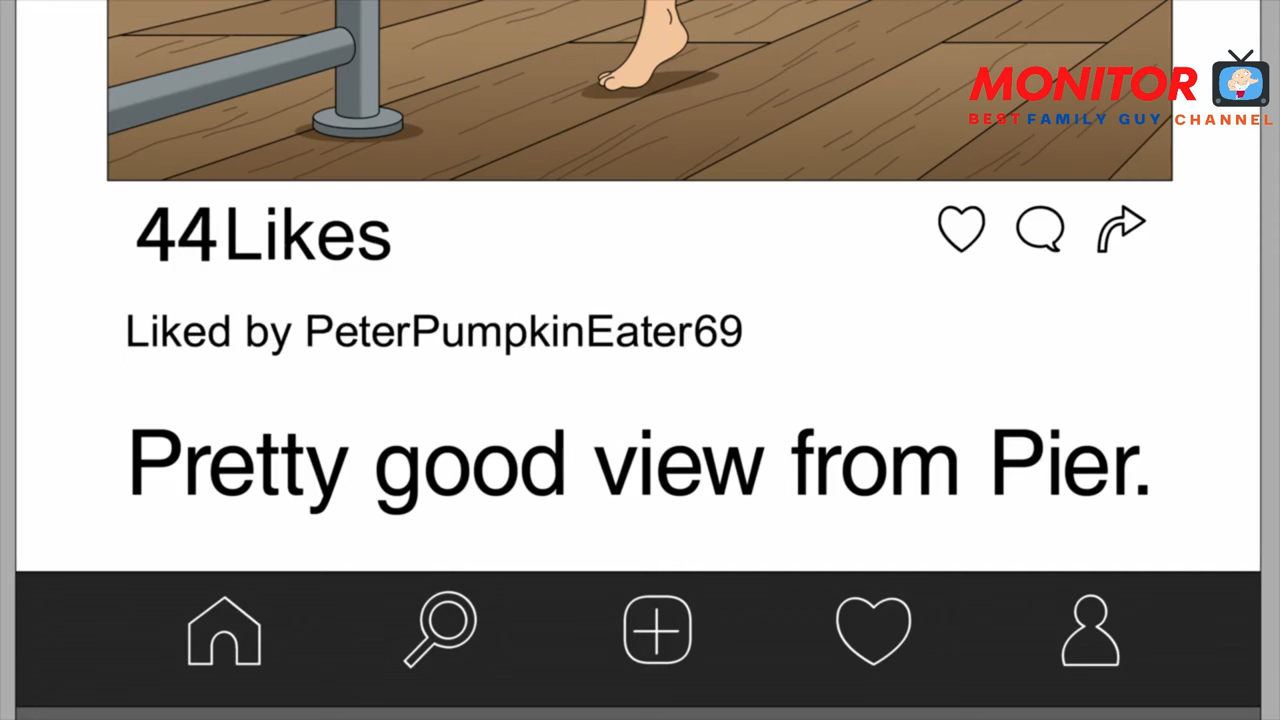 MONITOR
BEST FAMILY GUY CHANNEL
44 Likes
Liked by PeterPumpkinEater69
Pretty good view from Pier.